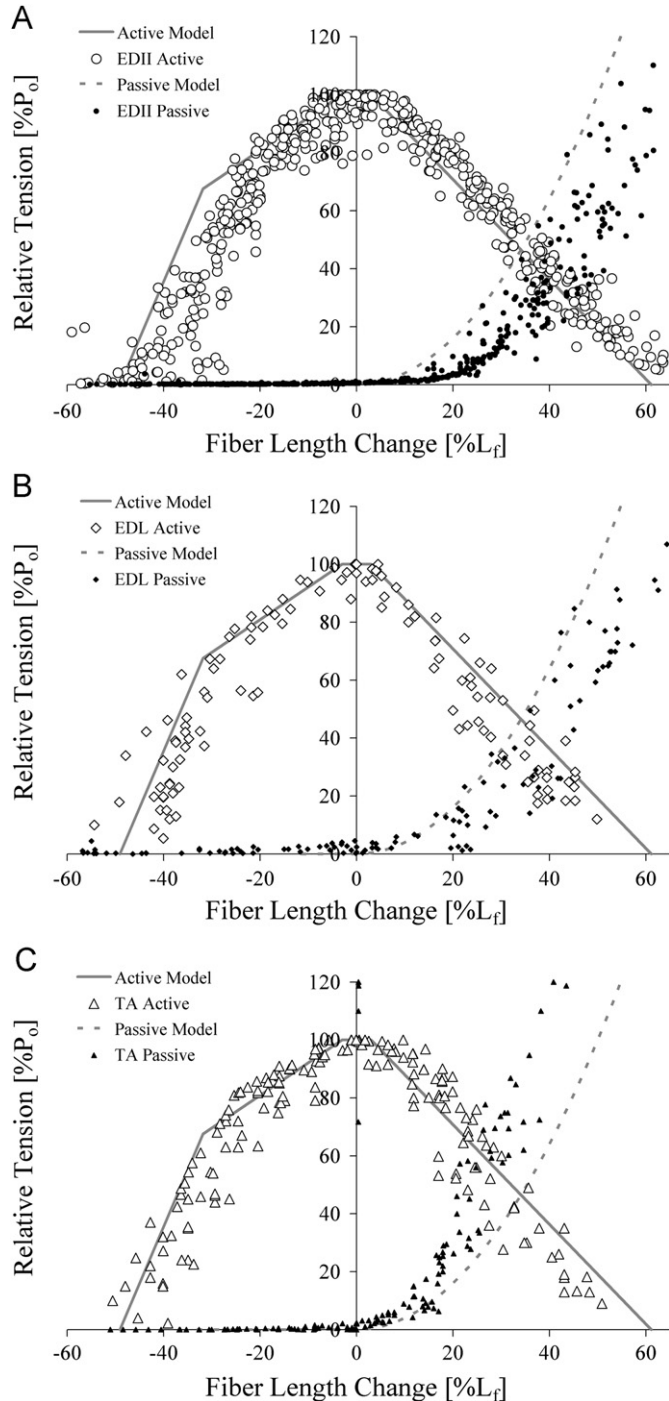 A
Active Model
EDII Active
Passive Model
EDII Passive
120
100
80
60
40
20
0
-60 -40 -20 0 20 40 60
Relative Tension [%Po]
Fiber Length Change [%Lf]
B
Active Model
EDL Active
Passive Model
EDL Passive
120
100
80
60
40
20
0
-60 -40 -20 0 20 40 60
Relative Tension [%Po]
Fiber Length Change [%Lf]
C
Active Model
TA Active
Passive Model
TA Passive
120
100
80
60
40
20
0
-60 -40 -20 0 20 40 60
Relative Tension [%Po]
Fiber Length Change [%Lf]